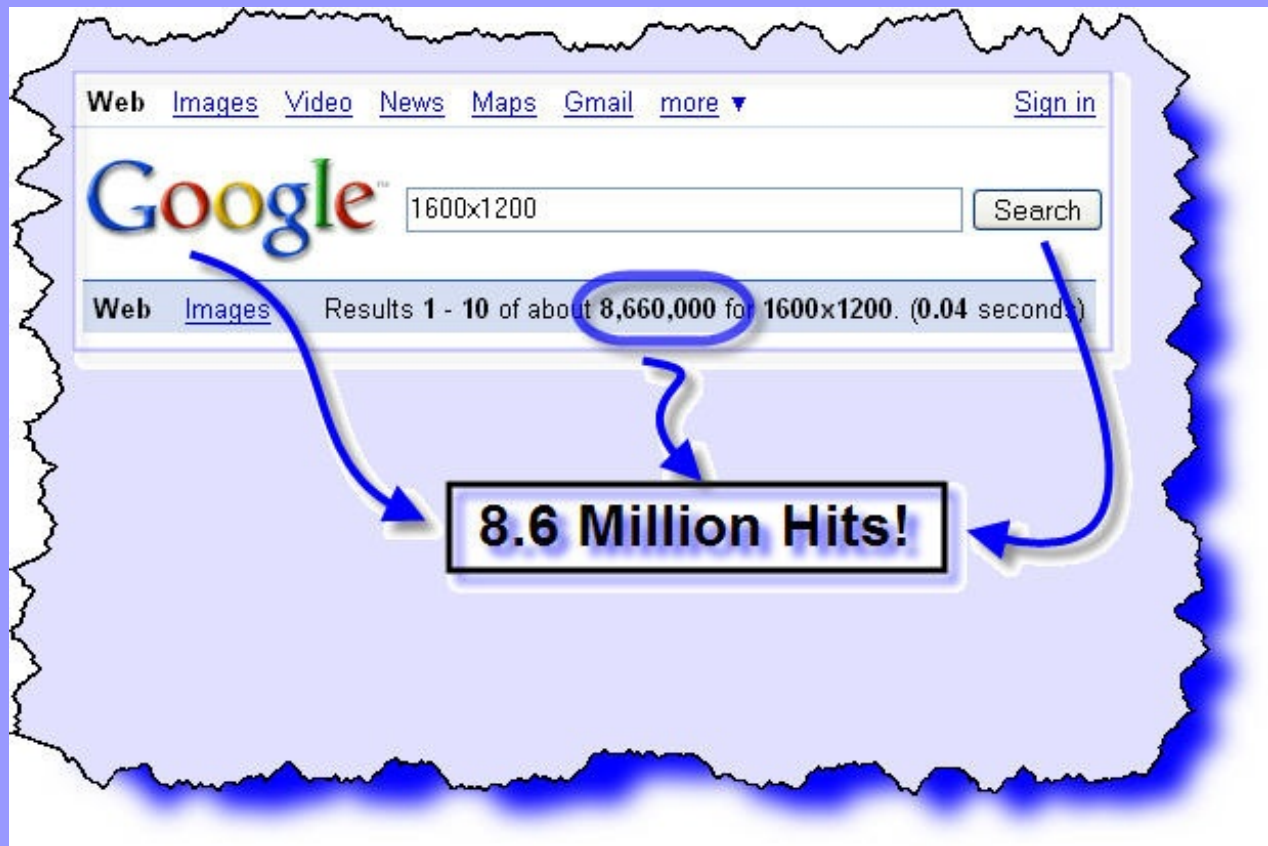 Web Images Video News Maps Gmail more ▼ Sign in
Google™ 1600x1200 Search
Web Images Results 1 - 10 of about 8,660,000 for 1600x1200. (0.04 seconds)
8.6 Million Hits!